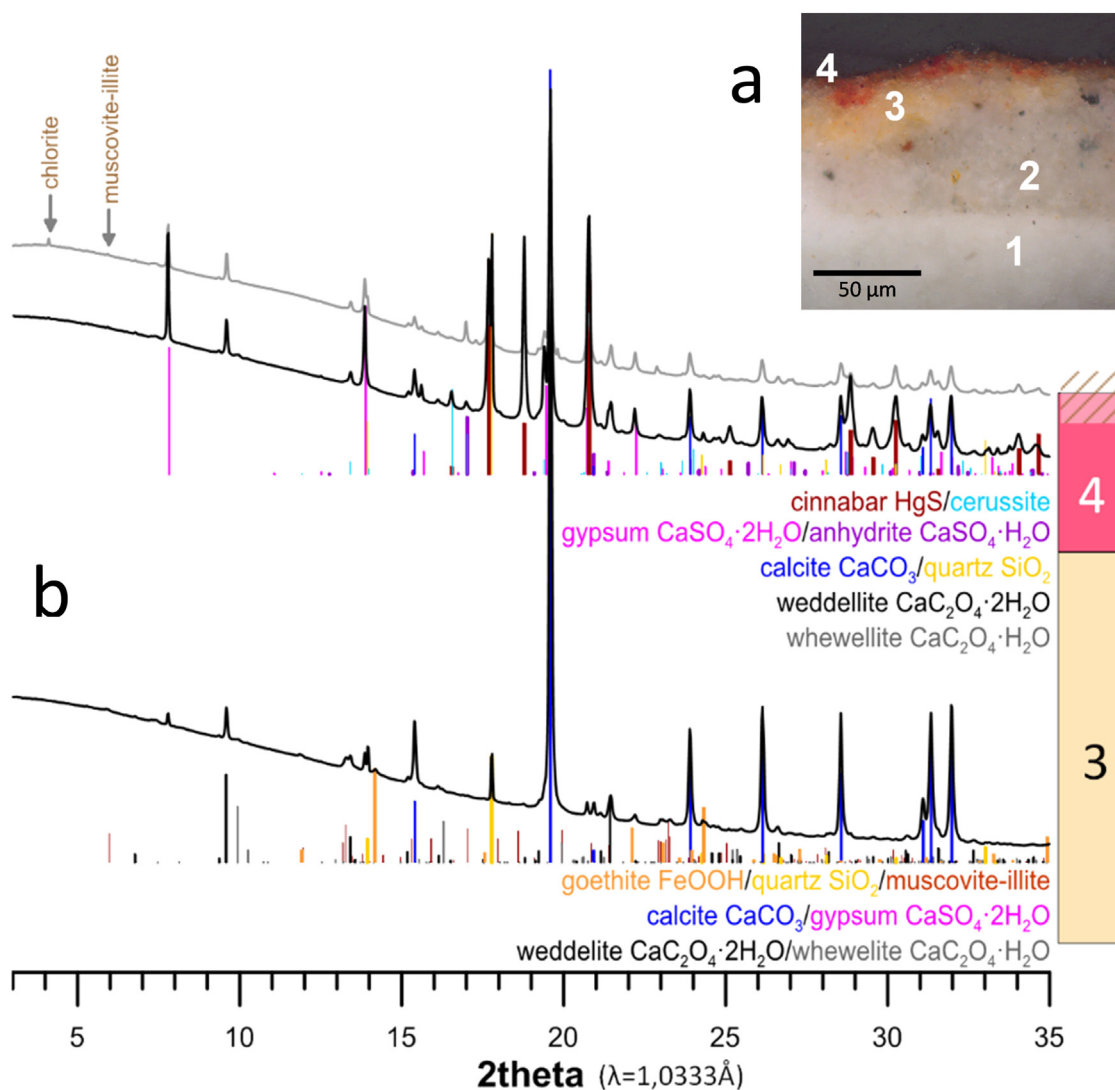 a
4
3
2
1
50 µm
chlorite
muscovite-illite
4
cinnabar HgS/cerussite
gypsum CaSO₄·2H₂O/anhydrite CaSO₄·H₂O
calcite CaCO₃/quartz SiO₂
weddellite CaC₂O₄·2H₂O
whewellite CaC₂O₄·H₂O
b
3
goethite FeOOH/quartz SiO₂/muscovite-illite
calcite CaCO₃/gypsum CaSO₄·2H₂O
weddelite CaC₂O₄·2H₂O/whewelite CaC₂O₄·H₂O
5 10 15 20 25 30 35
2theta (λ=1,0333Å)